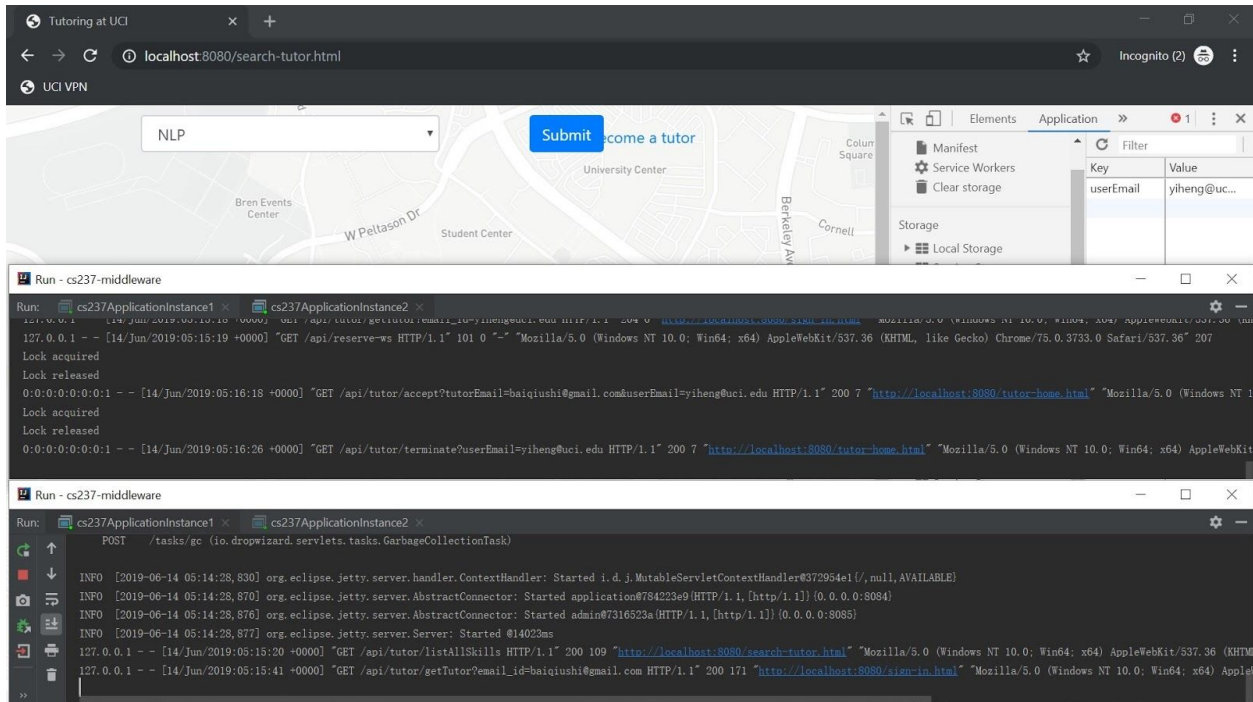 Tutoring at UCI
localhost:8080/search-tutor.html
Incognito (2)
UCI VPN
NLP
Submit
ecome a tutor
University Center
Colum
Square
Bren Events
Center
W Peltason Dr
Student Center
Berkeley Ave
Cornell
Elements Application » 1
Manifest
Service Workers
Clear storage
Storage
Local Storage
Filter
Key Value
userEmail yiheng@uc...
Run - cs237-middleware
Run: cs237ApplicationInstance1 cs237ApplicationInstance2
127.0.0.1 - - [14/Jun/2019:05:15:19 +0000] "GET /api/reserve-ws HTTP/1.1" 101 0 "-" "Mozilla/5.0 (Windows NT 10.0; Win64; x64) AppleWebKit/537.36 (KHTML, like Gecko) Chrome/75.0.3733.0 Safari/537.36" 207
Lock acquired
Lock released
0:0:0:0:0:0:0:1 - - [14/Jun/2019:05:16:18 +0000] "GET /api/tutor/accept?tutorEmail=baiqiushi@gmail.com&userEmail=yiheng@uci.edu HTTP/1.1" 200 7 "http://localhost:8080/tutor-home.html" "Mozilla/5.0 (Windows NT 1
Lock acquired
Lock released
0:0:0:0:0:0:0:1 - - [14/Jun/2019:05:16:26 +0000] "GET /api/tutor/terminate?userEmail=yiheng@uci.edu HTTP/1.1" 200 7 "http://localhost:8080/tutor-home.html" "Mozilla/5.0 (Windows NT 10.0; Win64; x64) AppleWebKit
Run - cs237-middleware
Run: cs237ApplicationInstance1 cs237ApplicationInstance2
POST /tasks/gc (io.dropwizard.servlets.tasks.GarbageCollectionTask)
INFO [2019-06-14 05:14:28,830] org.eclipse.jetty.server.handler.ContextHandler: Started i.d.j.MutableServletContextHandler@372954e1{/,null,AVAILABLE}
INFO [2019-06-14 05:14:28,870] org.eclipse.jetty.server.AbstractConnector: Started application@784223e9{HTTP/1.1,[http/1.1]}{0.0.0.0:8084}
INFO [2019-06-14 05:14:28,876] org.eclipse.jetty.server.AbstractConnector: Started admin@7316523a{HTTP/1.1,[http/1.1]}{0.0.0.0:8085}
INFO [2019-06-14 05:14:28,877] org.eclipse.jetty.server.Server: Started @14023ms
127.0.0.1 - - [14/Jun/2019:05:15:20 +0000] "GET /api/tutor/listAllSkills HTTP/1.1" 200 109 "http://localhost:8080/search-tutor.html" "Mozilla/5.0 (Windows NT 10.0; Win64; x64) AppleWebKit/537.36 (KHTM
127.0.0.1 - - [14/Jun/2019:05:15:41 +0000] "GET /api/tutor/getTutor?email_id=baiqiushi@gmail.com HTTP/1.1" 200 171 "http://localhost:8080/sign-in.html" "Mozilla/5.0 (Windows NT 10.0; Win64; x64) Apple